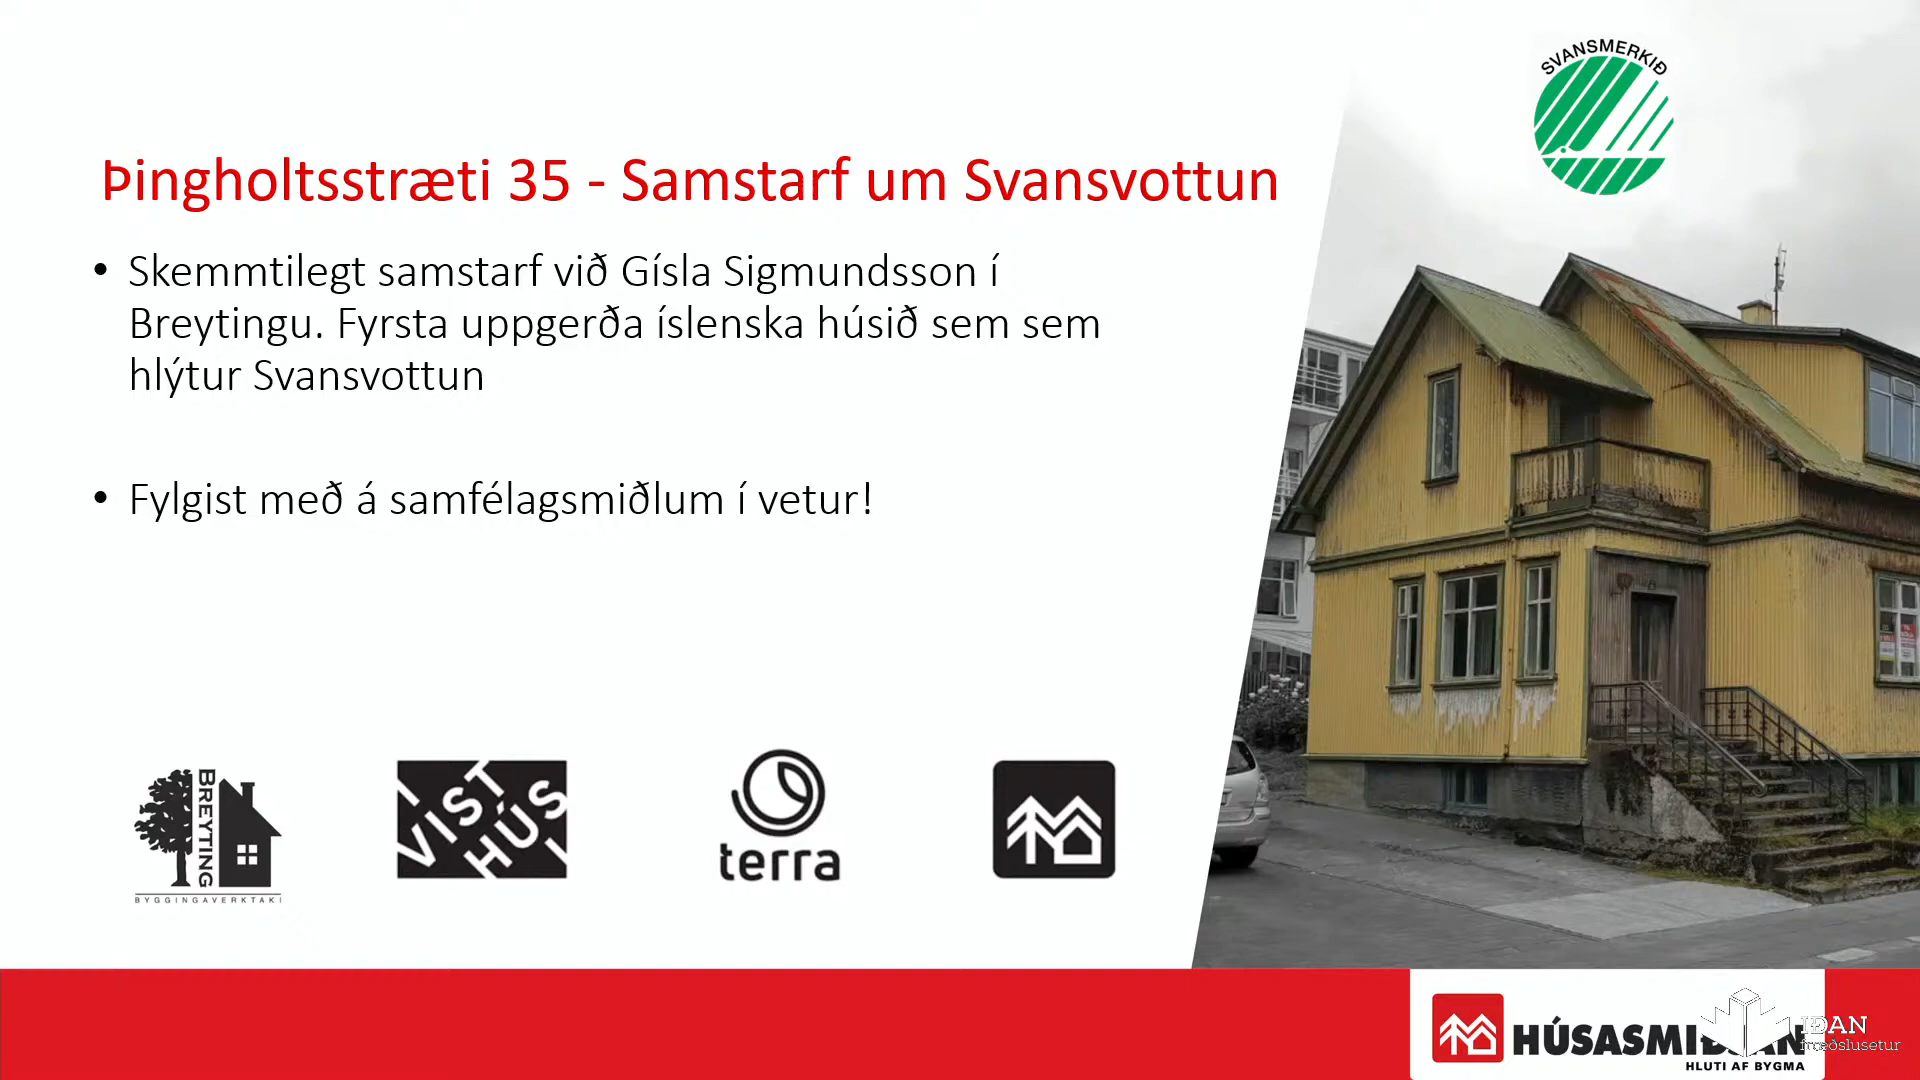 SVANSMERKIÐ
Þingholtsstræti 35 - Samstarf um Svansvottun
• Skemmtilegt samstarf við Gísla Sigmundsson í
Breytingu. Fyrsta uppgerða íslenska húsið sem sem
hlýtur Svansvottun
• Fylgist með á samfélagsmiðlum í vetur!
BREYTING
BYGGINGAVERKTAKI
VIST
HÚS
terra
HÚSASMIÐJAN
HLUTI AF BYGMA
IÐAN
fræðslusetur